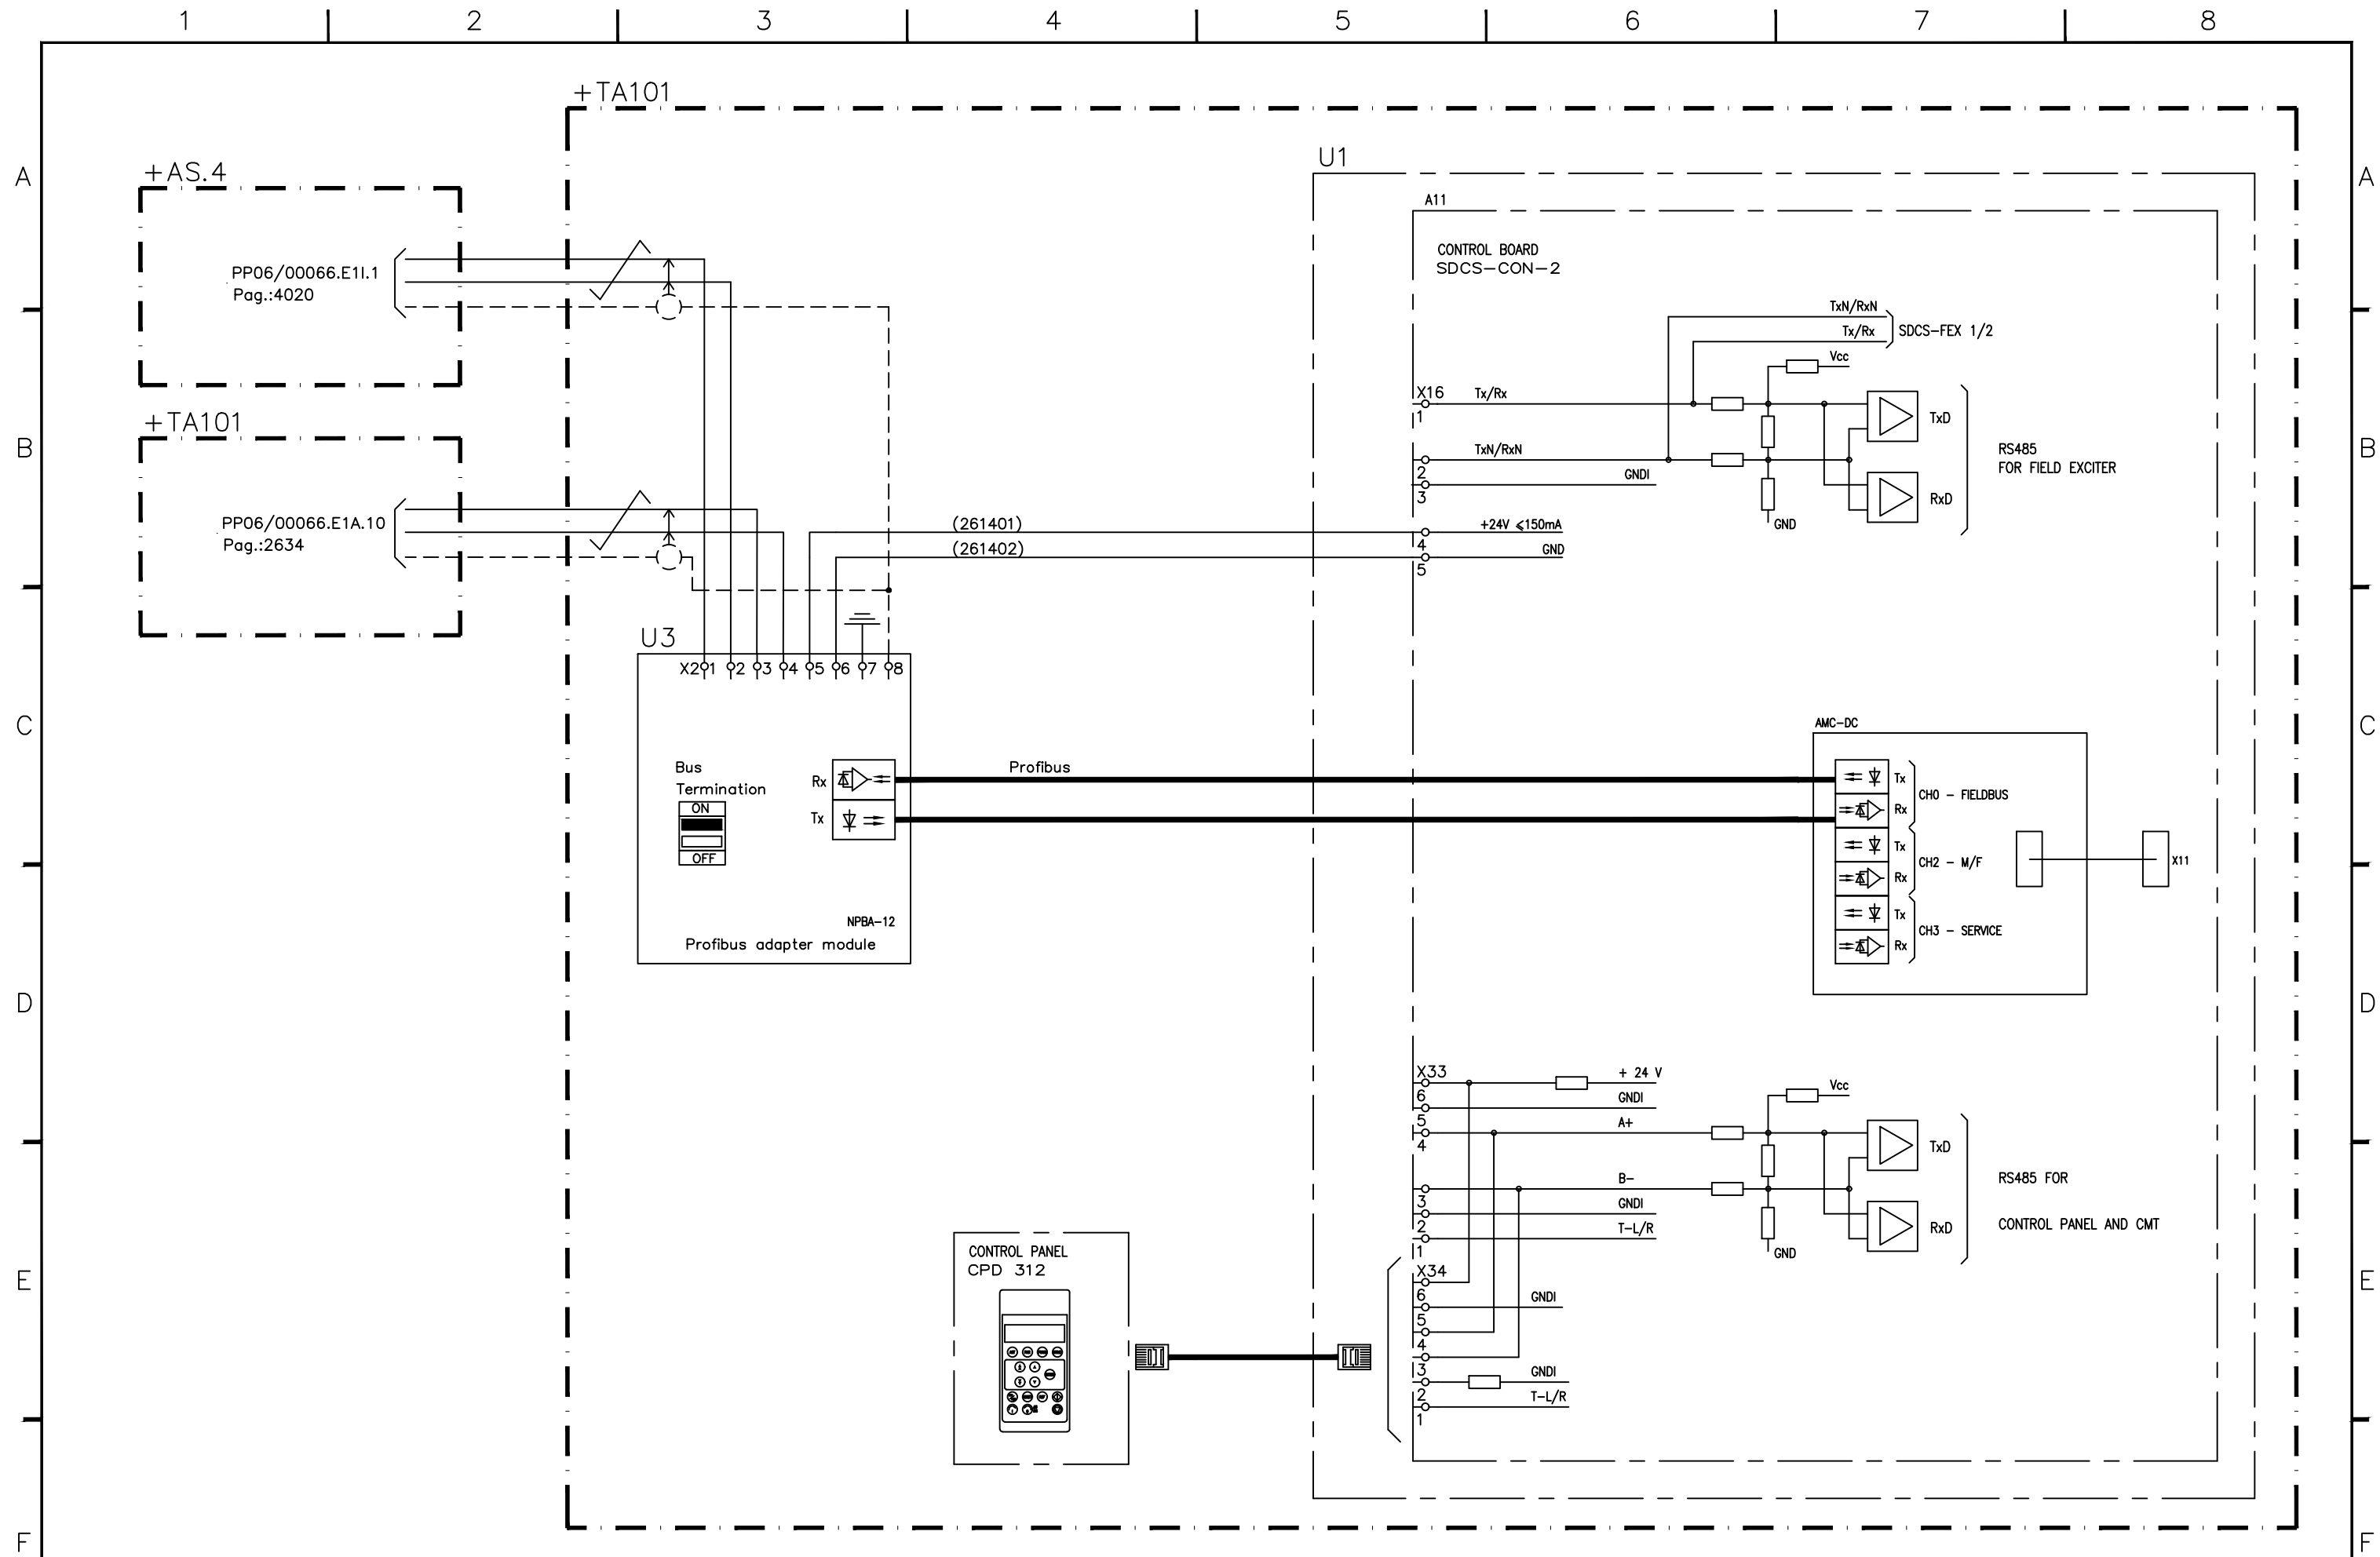 1 2 3 4 5 6 7 8
+TA101
+AS.4
U1
A A
A11
CONTROL BOARD
SDCS-CON-2
PP06/00066.E1I.1
Pag.:4020
TxN/RxN
Tx/Rx
SDCS-FEX 1/2
Vcc
X16
1
Tx/Rx
TxD
+TA101
B B
TxN/RxN
RS485
FOR FIELD EXCITER
2
GNDI
3
RxD
GND
PP06/00066.E1A.10
Pag.:2634
(261401)
+24V ⩽150mA
4
(261402)
GND
5
U3
X2 1 2 3 4 5 6 7 8
C C
AMC-DC
Bus
Termination
ON
OFF
Rx
Tx
Profibus
Tx
Rx
CH0 - FIELDBUS
Tx
Rx
CH2 - M/F
X11
Tx
Rx
CH3 - SERVICE
NPBA-12
Profibus adapter module
D D
X33
+ 24 V
6
GNDI
5
A+
4
Vcc
TxD
B-
RS485 FOR
3
GNDI
2
T-L/R
1
RxD
CONTROL PANEL AND CMT
GND
CONTROL PANEL
CPD 312
E E
X34
6
GNDI
5
4
3
GNDI
2
T-L/R
1
F F